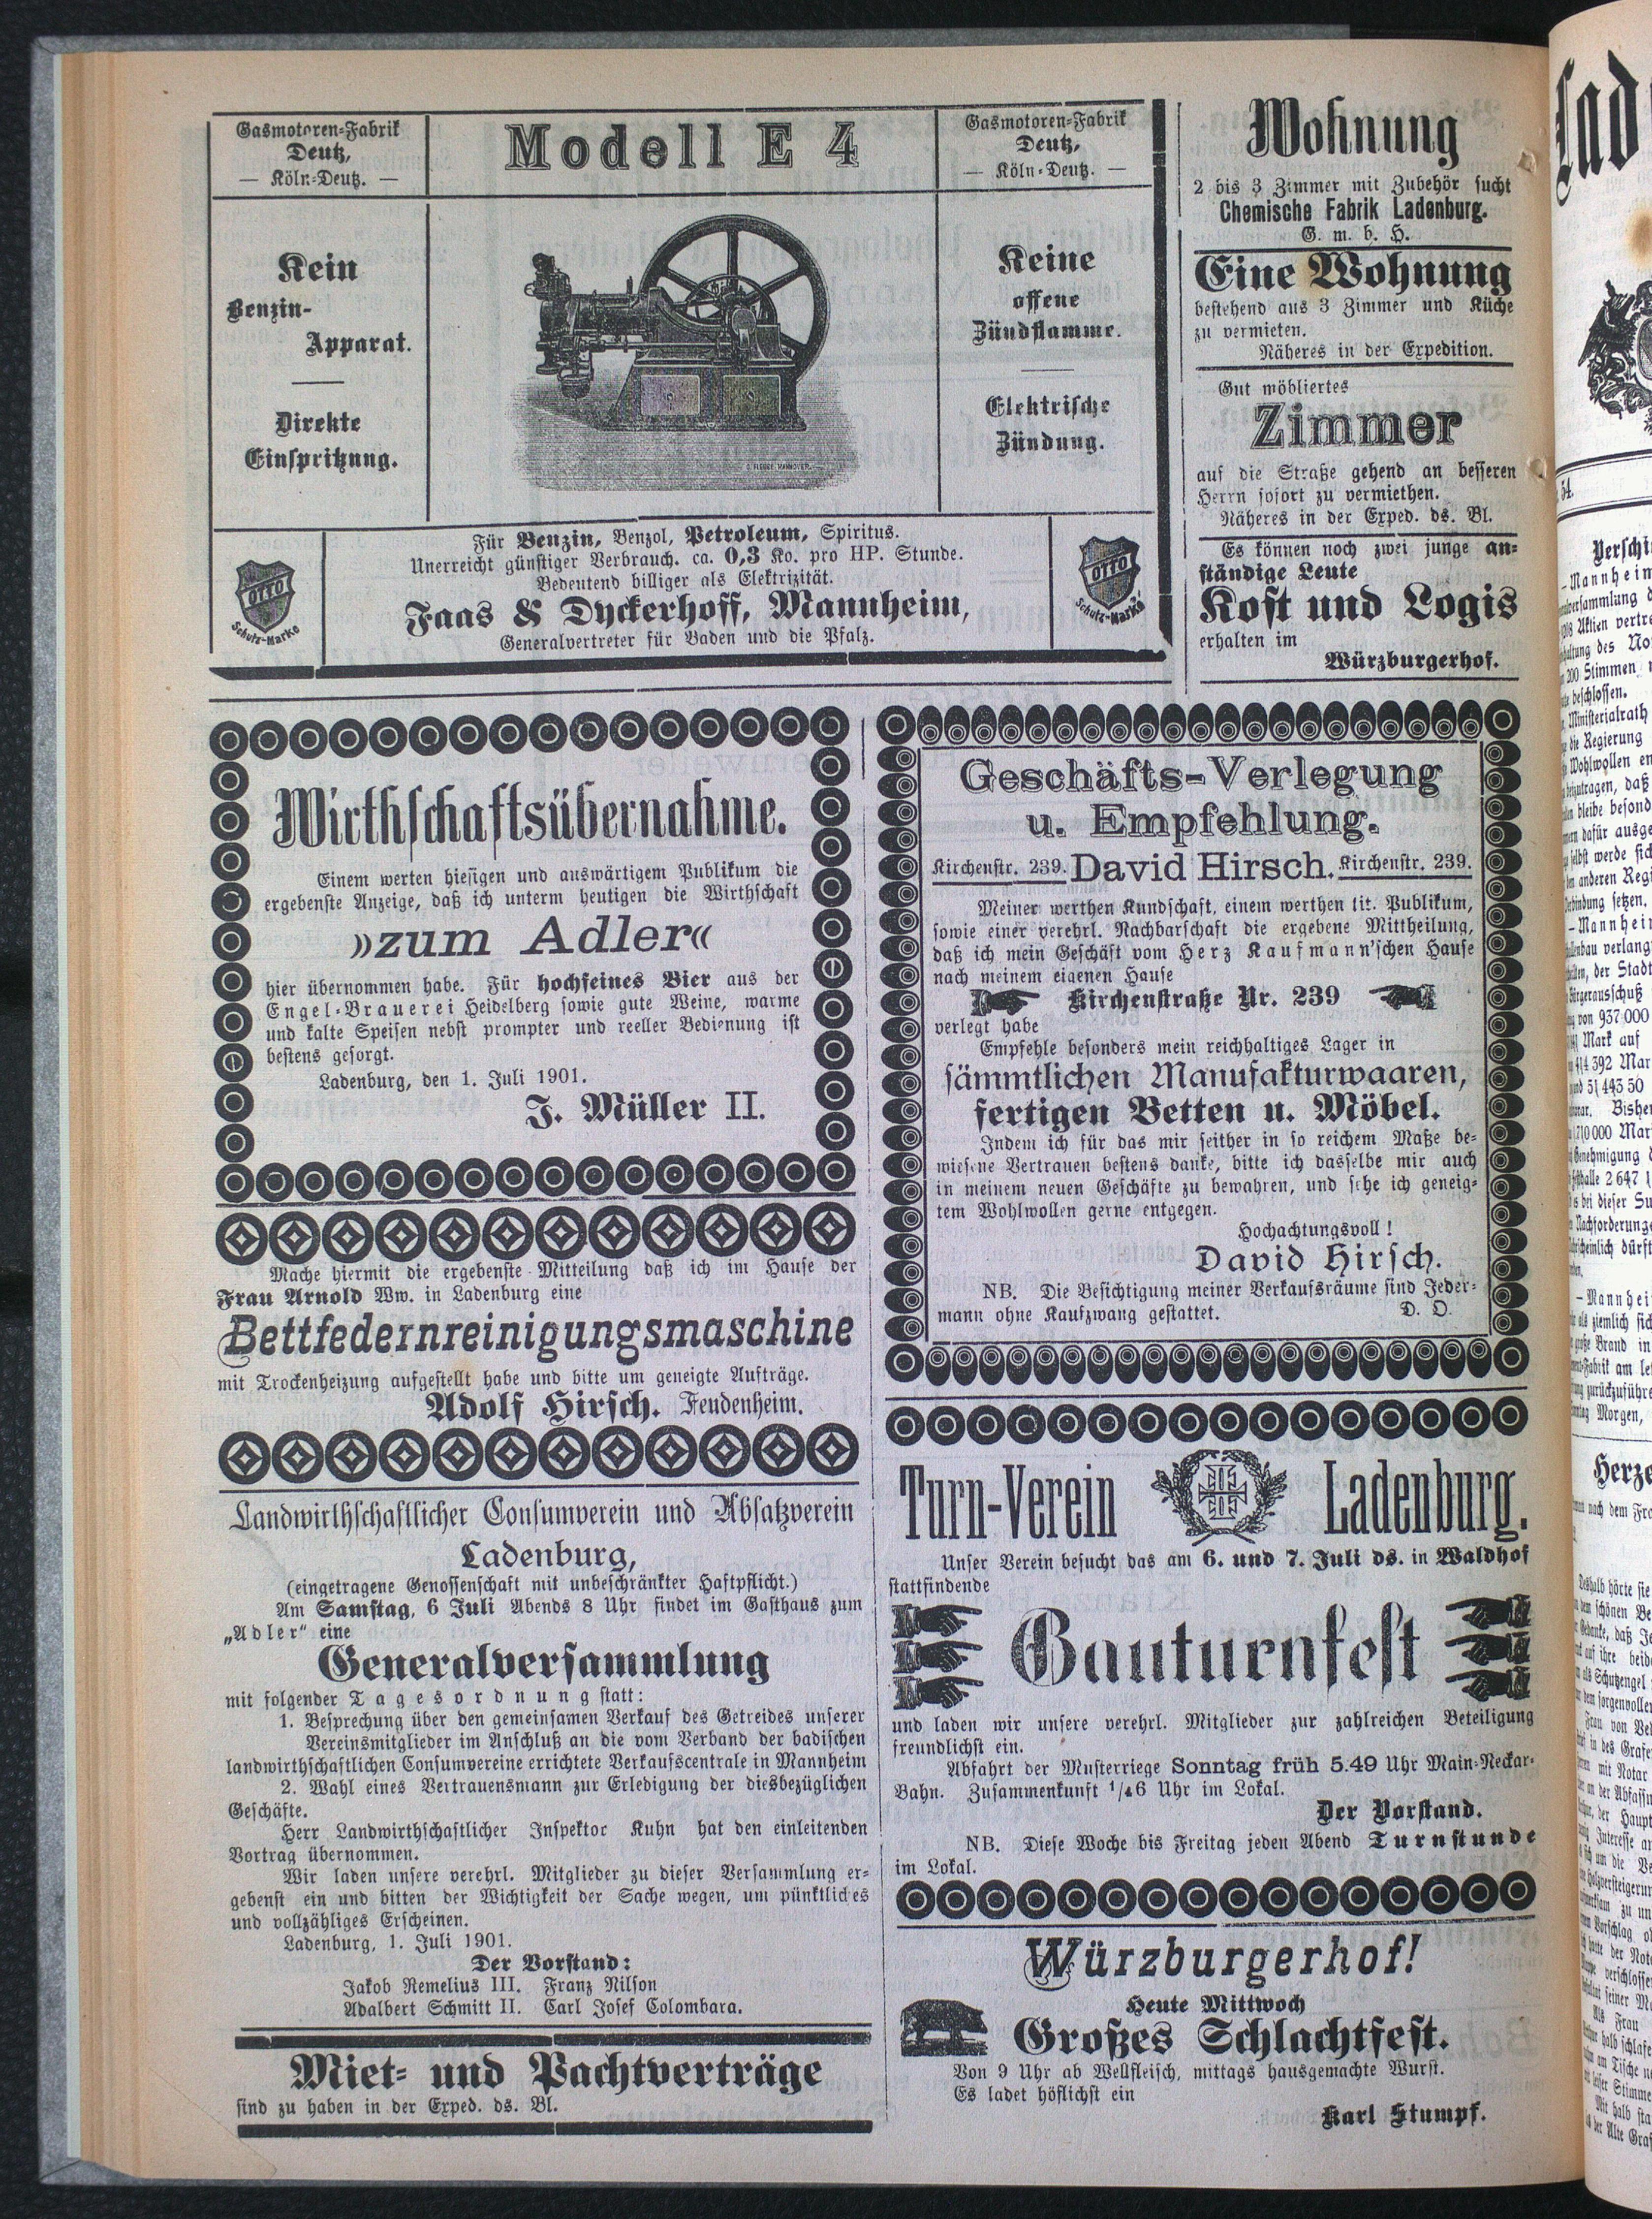 Gasmotoren-Fabrik
Deutz,
— Köln-Deutz. —
Modell E 4
Gasmotoren-Fabrik
Deutz,
— Köln-Deutz. —
Kein
Benzin-
Apparat.
Direkte
Einspritzung.
Keine
offene
Zündflamme.
Elektrische
Zündung.
OTTO
Schutz-Marke
Für Benzin, Benzol, Petroleum, Spiritus.
Unerreicht günstiger Verbrauch. ca. 0,3 Ko. pro HP. Stunde.
Bedeutend billiger als Elektrizität.
Faas & Dyckerhoff, Mannheim,
Generalvertreter für Baden und die Pfalz.
OTTO
Schutz-Marke
Wohnung
2 bis 3 Zimmer mit Zubehör sucht
Chemische Fabrik Ladenburg.
G. m. b. H.
Eine Wohnung
bestehend aus 3 Zimmer und Küche
zu vermieten.
Näheres in der Expedition.
Gut möbliertes
Zimmer
auf die Straße gehend an besseren
Herrn sofort zu vermiethen.
Näheres in der Exped. ds. Bl.
Es können noch zwei junge an-
ständige Leute
Kost und Logis
erhalten im
Würzburgerhof.
Wirthschaftsübernahme.
Einem werten hiesigen und auswärtigem Publikum die
ergebenste Anzeige, daß ich unterm heutigen die Wirthschaft
»zum Adler«
hier übernommen habe. Für hochfeines Bier aus der
Engel-Brauerei Heidelberg sowie gute Weine, warme
und kalte Speisen nebst prompter und reeller Bedienung ist
bestens gesorgt.
Ladenburg, den 1. Juli 1901.
J. Müller II.
Mache hiermit die ergebenste Mitteilung daß ich im Hause der
Frau Arnold Ww. in Ladenburg eine
Bettfedernreinigungsmaschine
mit Trockenheizung aufgestellt habe und bitte um geneigte Aufträge.
Adolf Hirsch. Feudenheim.
Landwirthschaftlicher Consumverein und Absatzverein
Ladenburg,
(eingetragene Genossenschaft mit unbeschränkter Haftpflicht.)
Am Samstag, 6 Juli Abends 8 Uhr findet im Gasthaus zum
„Adler“ eine
Generalversammlung
mit folgender Tagesordnung statt:
1. Besprechung über den gemeinsamen Verkauf des Getreides unserer
Vereinsmitglieder im Anschluß an die vom Verband der badischen
landwirthschaftlichen Consumvereine errichtete Verkaufscentrale in Mannheim
2. Wahl eines Vertrauensmann zur Erledigung der diesbezüglichen
Geschäfte.
Herr Landwirthschaftlicher Inspektor Kuhn hat den einleitenden
Vortrag übernommen.
Wir laden unsere verehrl. Mitglieder zu dieser Versammlung er-
gebenst ein und bitten der Wichtigkeit der Sache wegen, um pünktliches
und vollzähliges Erscheinen.
Ladenburg, 1. Juli 1901.
Der Vorstand:
Jakob Remelius III. Franz Nilson
Adalbert Schmitt II. Carl Josef Colombara.
Miet- und Pachtverträge
sind zu haben in der Exped. ds. Bl.
Geschäfts-Verlegung
u. Empfehlung.
Kirchenstr. 239. David Hirsch. Kirchenstr. 239.
Meiner werthen Kundschaft, einem werthen tit. Publikum,
sowie einer verehrl. Nachbarschaft die ergebene Mittheilung,
daß ich mein Geschäft vom Herz Kaufmann'schen Hause
nach meinem eigenen Hause
Kirchenstraße Nr. 239
verlegt habe
Empfehle besonders mein reichhaltiges Lager in
sämmtlichen Manufakturwaaren,
fertigen Betten u. Möbel.
Indem ich für das mir seither in so reichem Maße be-
wiesene Vertrauen bestens danke, bitte ich dasselbe mir auch
in meinem neuen Geschäfte zu bewahren, und sehe ich geneig-
tem Wohlwollen gerne entgegen.
Hochachtungsvoll!
David Hirsch.
NB. Die Besichtigung meiner Verkaufsräume sind Jeder-
mann ohne Kaufzwang gestattet. D. O.
Turn-Verein Ladenburg.
Unser Verein besucht das am 6. und 7. Juli ds. in Waldhof
stattfindende
Gauturnfest
und laden wir unsere verehrl. Mitglieder zur zahlreichen Beteiligung
freundlichst ein.
Abfahrt der Musterriege Sonntag früh 5.49 Uhr Main-Neckar-
Bahn. Zusammenkunft 1/46 Uhr im Lokal.
Der Vorstand.
NB. Diese Woche bis Freitag jeden Abend Turnstunde
im Lokal.
Würzburgerhof!
Heute Mittwoch
Großes Schlachtfest.
Von 9 Uhr ab Wellfleisch, mittags hausgemachte Wurst.
Es ladet höflichst ein
Karl Stumpf.